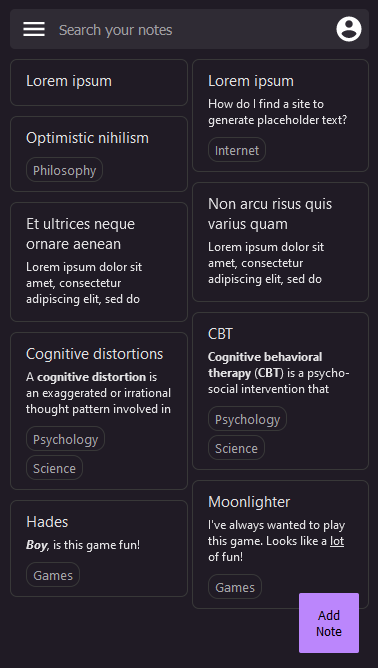 Search your notes
Lorem ipsum
Optimistic nihilism
Philosophy
Et ultrices neque
ornare aenean
Lorem ipsum dolor sit
amet, consectetur
adipiscing elit, sed do
Cognitive distortions
A cognitive distortion is
an exaggerated or irrational
thought pattern involved in
Psychology
Science
Hades
Boy, is this game fun!
Games
Lorem ipsum
How do I find a site to
generate placeholder text?
Internet
Non arcu risus quis
varius quam
Lorem ipsum dolor sit
amet, consectetur
adipiscing elit, sed do
CBT
Cognitive behavioral
therapy (CBT) is a psycho-
social intervention that
Psychology
Science
Moonlighter
I've always wanted to play
this game. Looks like a lot
of fun!
Games
Add
Note